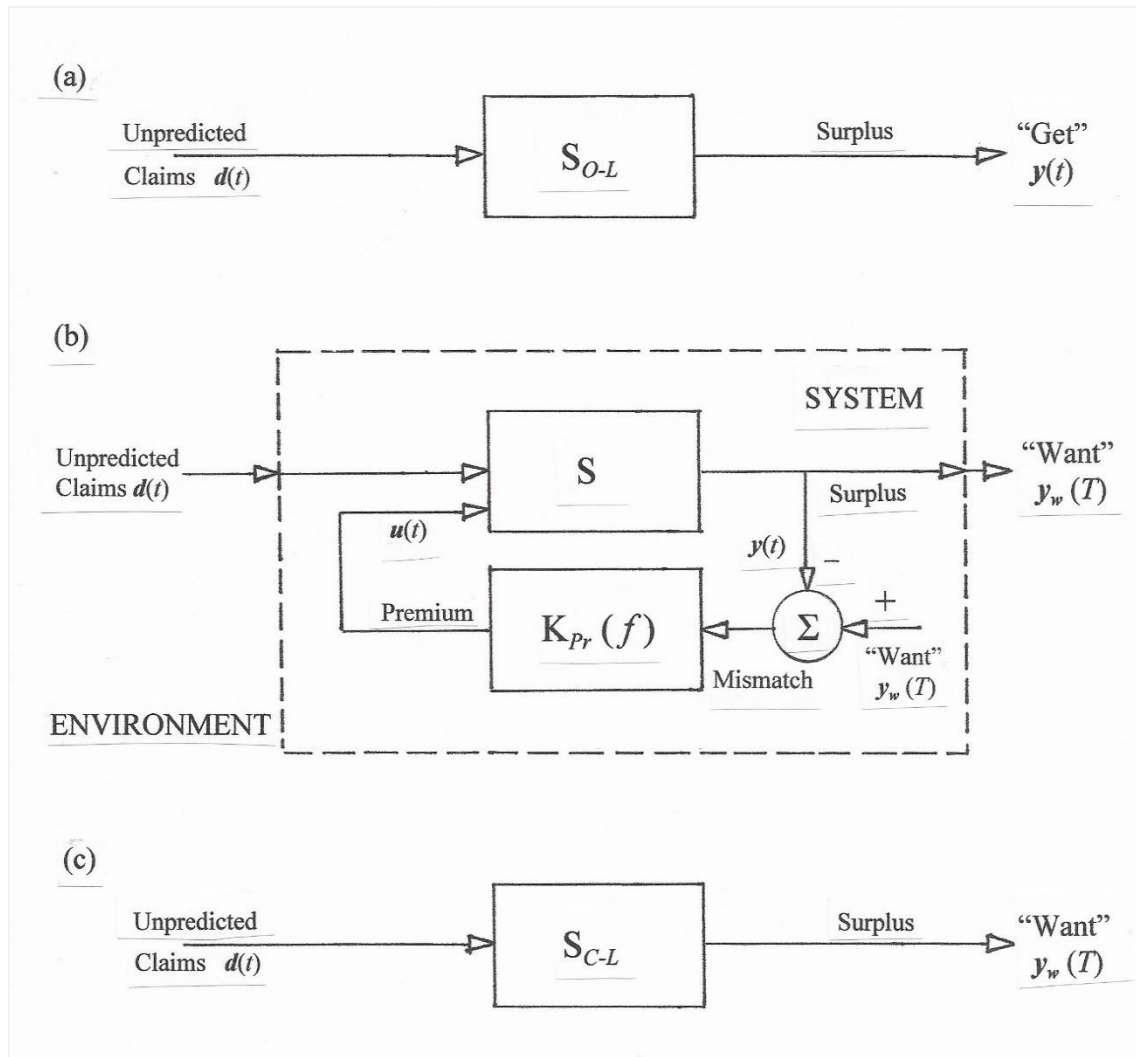 (a)
Unpredicted
Claims d(t)
S_{O-L}
Surplus
“Get”
y(t)
(b)
SYSTEM
Unpredicted
Claims d(t)
S
Surplus
“Want”
y_w (T)
u(t)
y(t)
−
Premium
K_{Pr} (f)
Σ
+
Mismatch
“Want”
y_w (T)
ENVIRONMENT
(c)
Unpredicted
Claims d(t)
S_{C-L}
Surplus
“Want”
y_w (T)